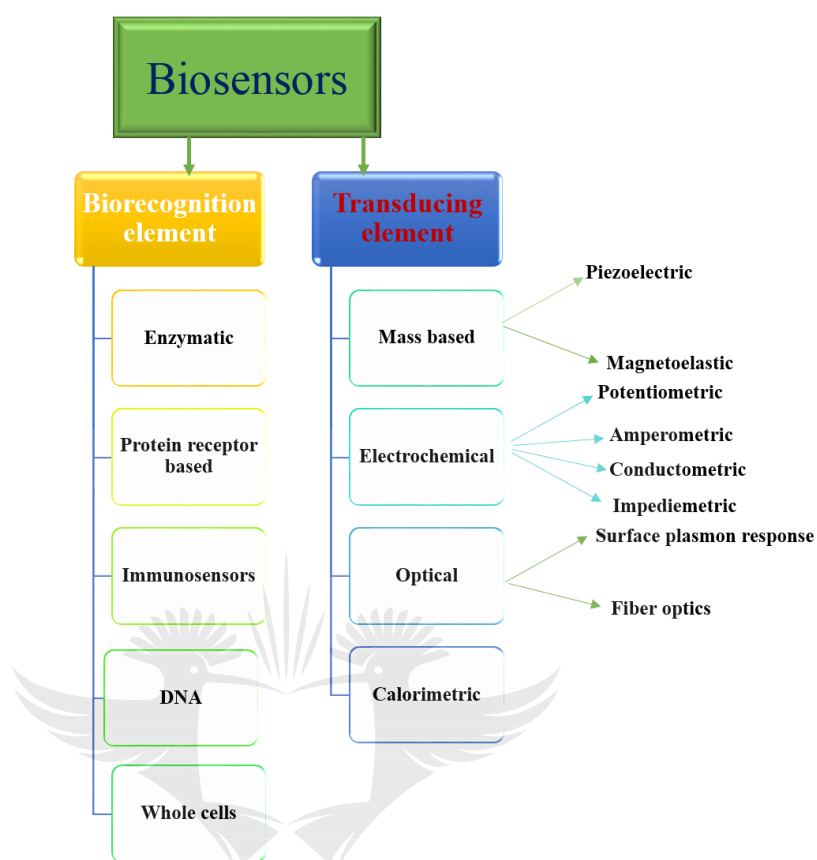 Biosensors
Biorecognition
element
Transducing
element
Enzymatic
Protein receptor
based
Immunosensors
DNA
Whole cells
Mass based
Piezoelectric
Magnetoelastic
Electrochemical
Potentiometric
Amperometric
Conductometric
Impediemetric
Optical
Surface plasmon response
Fiber optics
Calorimetric